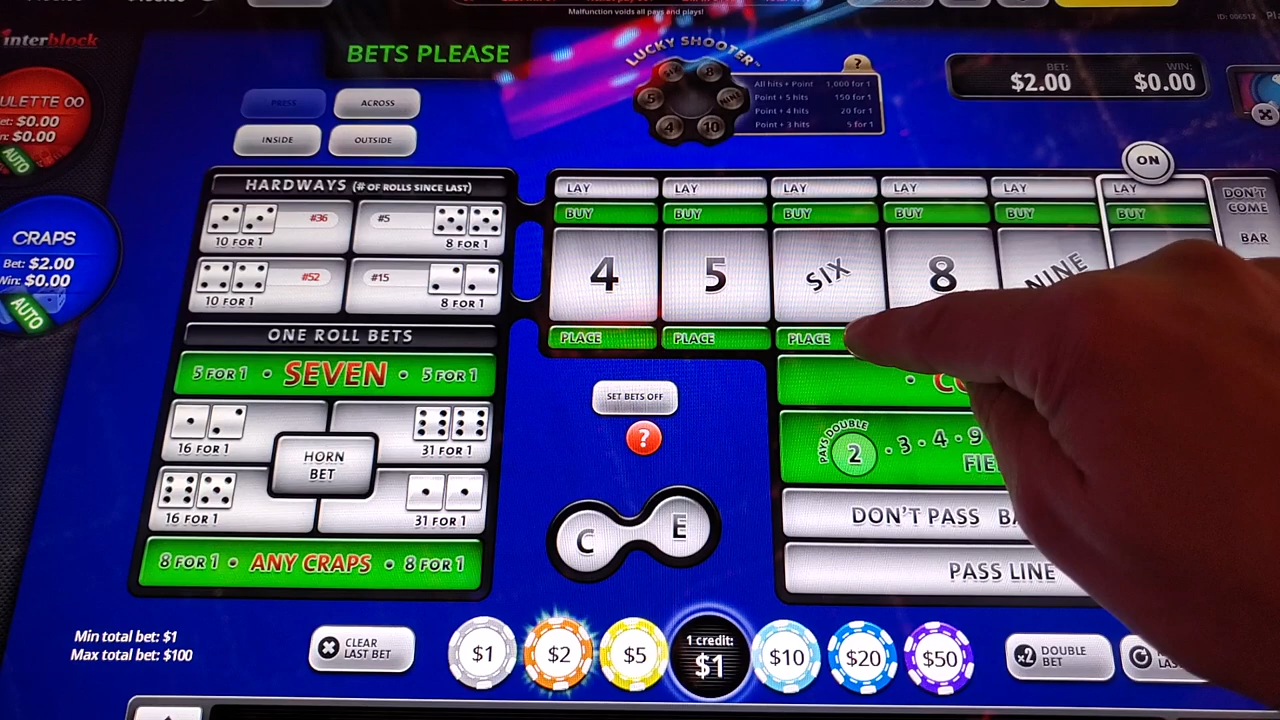 Malfunction voids all pays and plays!
interblock
BETS PLEASE
LUCKY SHOOTER
?
All hits + Point 1,000 for 1
Point + 5 hits 150 for 1
Point + 4 hits 20 for 1
Point + 3 hits 5 for 1
5 8 NINE 4 10
BET: $2.00
WIN: $0.00
ULETTE 00
et: $0.00
n: $0.00
AUTO
PRESS
ACROSS
INSIDE
OUTSIDE
CRAPS
Bet: $2.00
Win: $0.00
AUTO
HARDWAYS (# OF ROLLS SINCE LAST)
#36
10 FOR 1
#5
8 FOR 1
#52
10 FOR 1
#15
8 FOR 1
ONE ROLL BETS
5 FOR 1 • SEVEN • 5 FOR 1
16 FOR 1
31 FOR 1
HORN
BET
16 FOR 1
31 FOR 1
8 FOR 1 • ANY CRAPS • 8 FOR 1
ON
LAY LAY LAY LAY LAY LAY
BUY BUY BUY BUY BUY BUY
4 5 SIX 8 NINE
PLACE PLACE PLACE
DON'T
COME
BAR
SET BETS OFF
?
C E
PAYS DOUBLE
2 • 3 • 4 • 9
DON'T PASS
PASS LINE
Min total bet: $1
Max total bet: $100
CLEAR
LAST BET
$1
$2
$5
1 credit:
$1
$10
$20
$50
x2 DOUBLE
BET